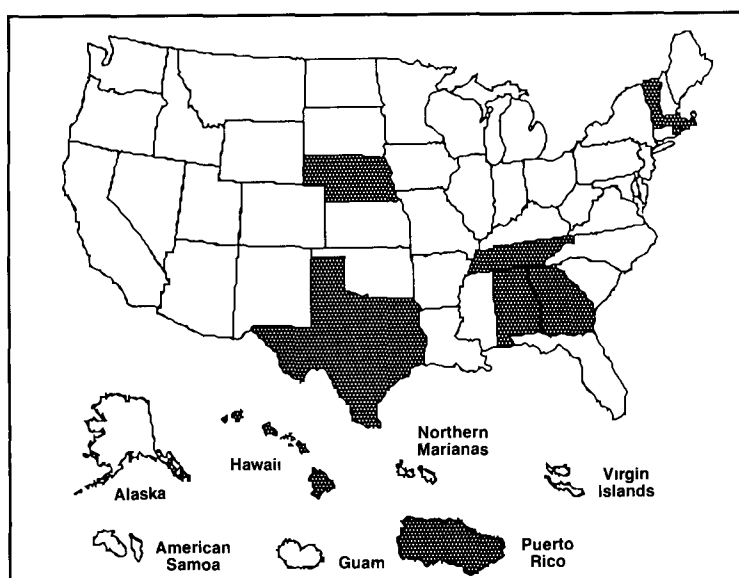 Northern
Marianas
Hawaii
Virgin
Islands
Alaska
American
Samoa
Guam
Puerto
Rico